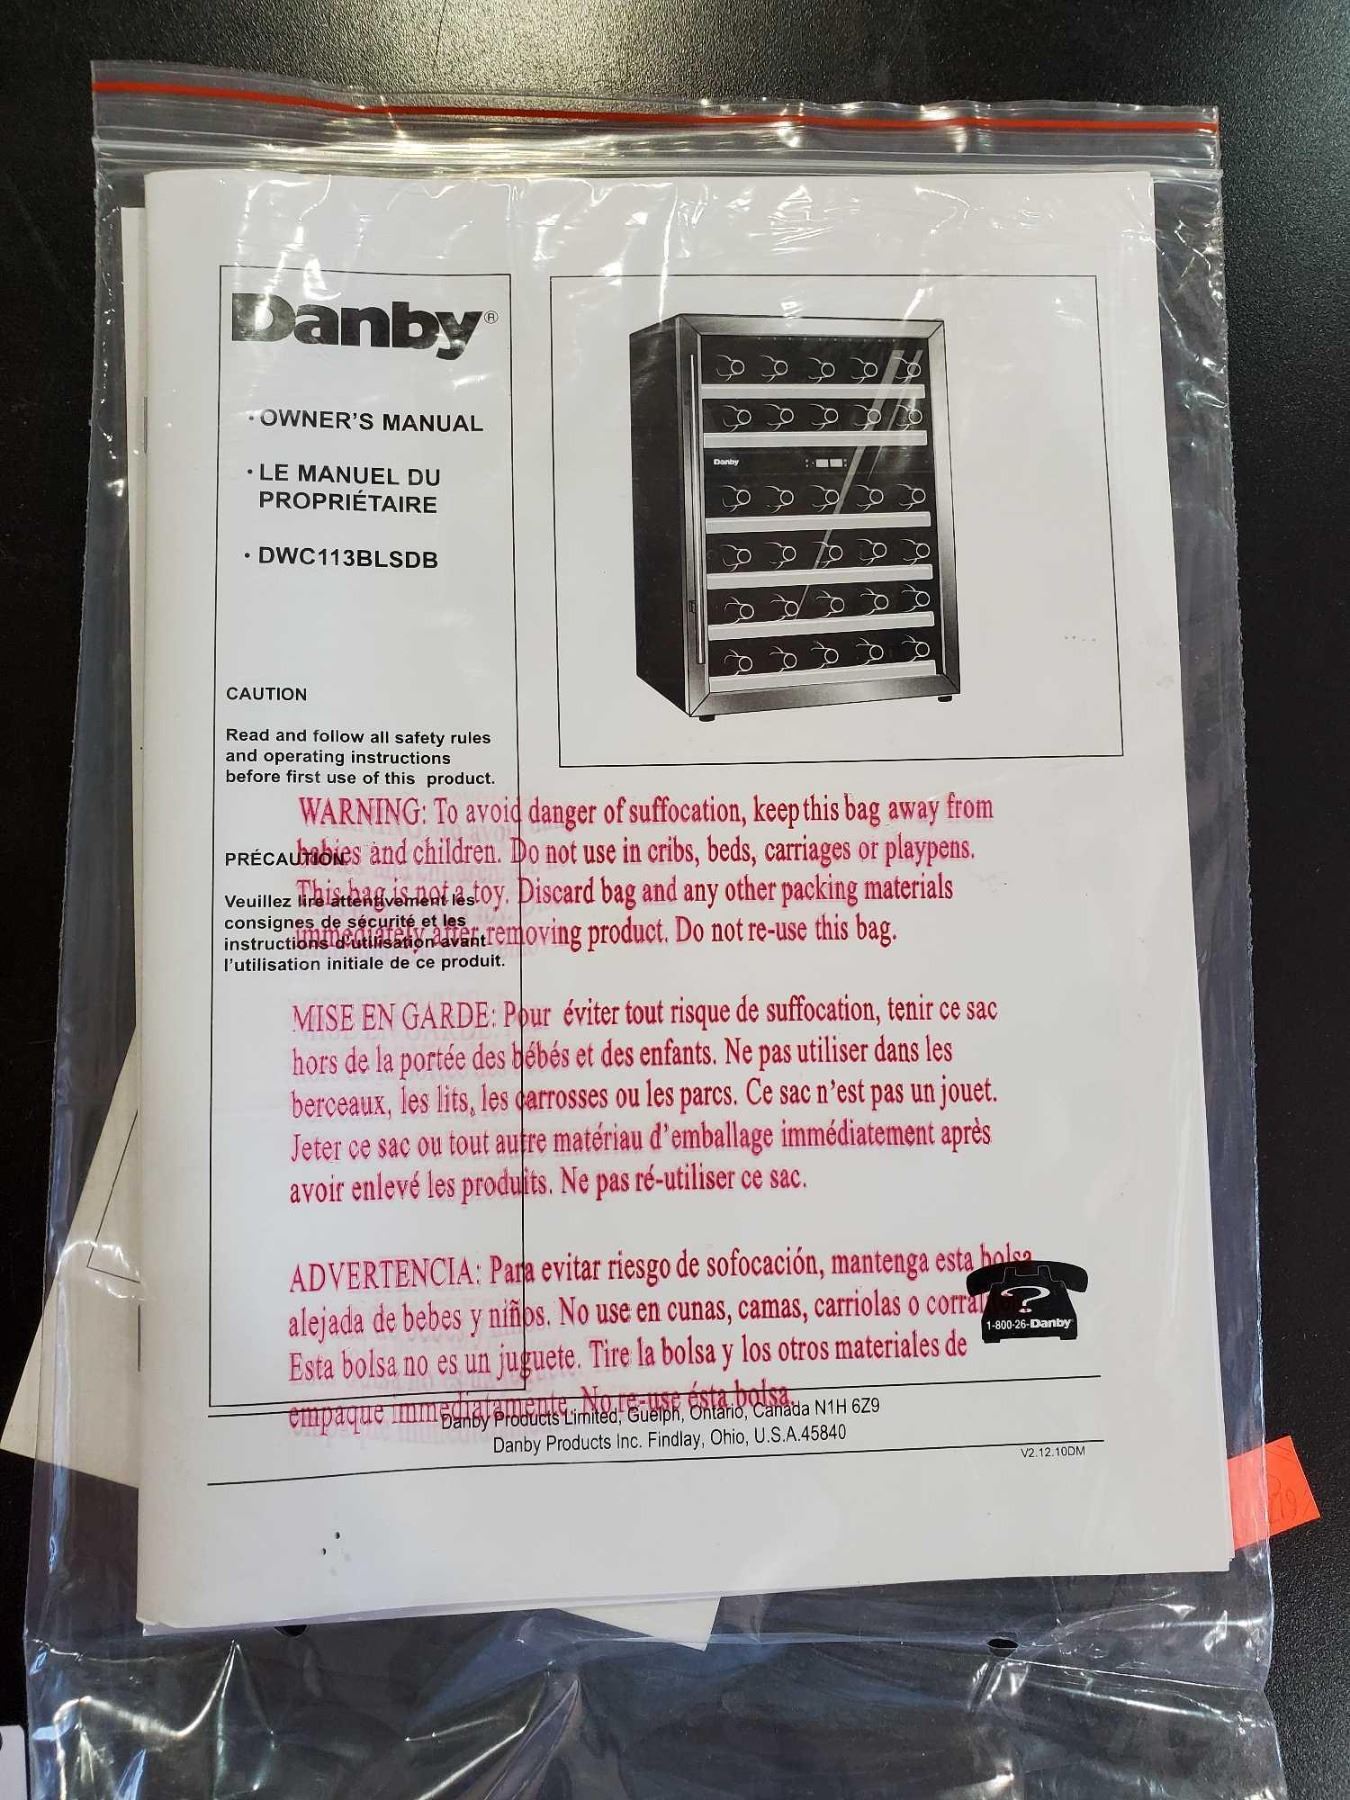 Danby®
· OWNER'S MANUAL
· LE MANUEL DU
PROPRIÉTAIRE
· DWC113BLSDB
Danby
CAUTION
Read and follow all safety rules
and operating instructions
before first use of this product.
PRÉCAUTION
Veuillez lire attentivement les
consignes de sécurité et les
instructions d'utilisation avant
l'utilisation initiale de ce produit.
WARNING: To avoid danger of suffocation, keep this bag away from
babies and children. Do not use in cribs, beds, carriages or playpens.
This bag is not a toy. Discard bag and any other packing materials
immediately after removing product. Do not re-use this bag.
MISE EN GARDE: Pour éviter tout risque de suffocation, tenir ce sac
hors de la portée des bébés et des enfants. Ne pas utiliser dans les
berceaux, les lits, les carrosses ou les parcs. Ce sac n'est pas un jouet.
Jeter ce sac ou tout autre matériau d'emballage immédiatement après
avoir enlevé les produits. Ne pas ré-utiliser ce sac.
ADVERTENCIA: Para evitar riesgo de sofocación, mantenga esta bolsa
alejada de bebes y niños. No use en cunas, camas, carriolas o
Esta bolsa no es un juguete. Tire la bolsa y los otros materiales de
empaque immediatamente. No re-use ésta bolsa.
?
1-800-26-Danby
Danby Products Limited, Guelph, Ontario, Canada N1H 6Z9
Danby Products Inc. Findlay, Ohio, U.S.A.45840
V2.12.10DM